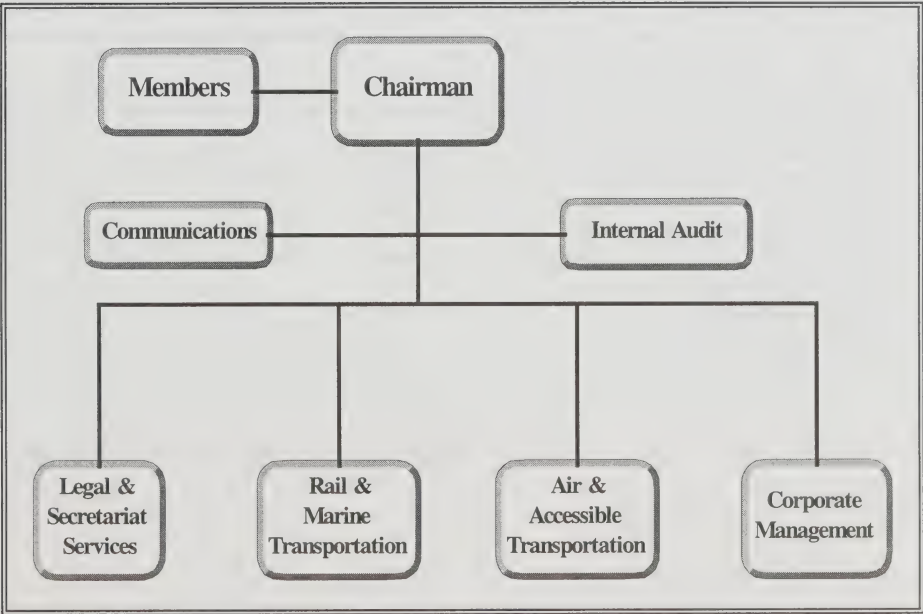 Members
Chairman
Communications
Internal Audit
Legal &
Secretariat
Services
Rail &
Marine
Transportation
Air &
Accessible
Transportation
Corporate
Management